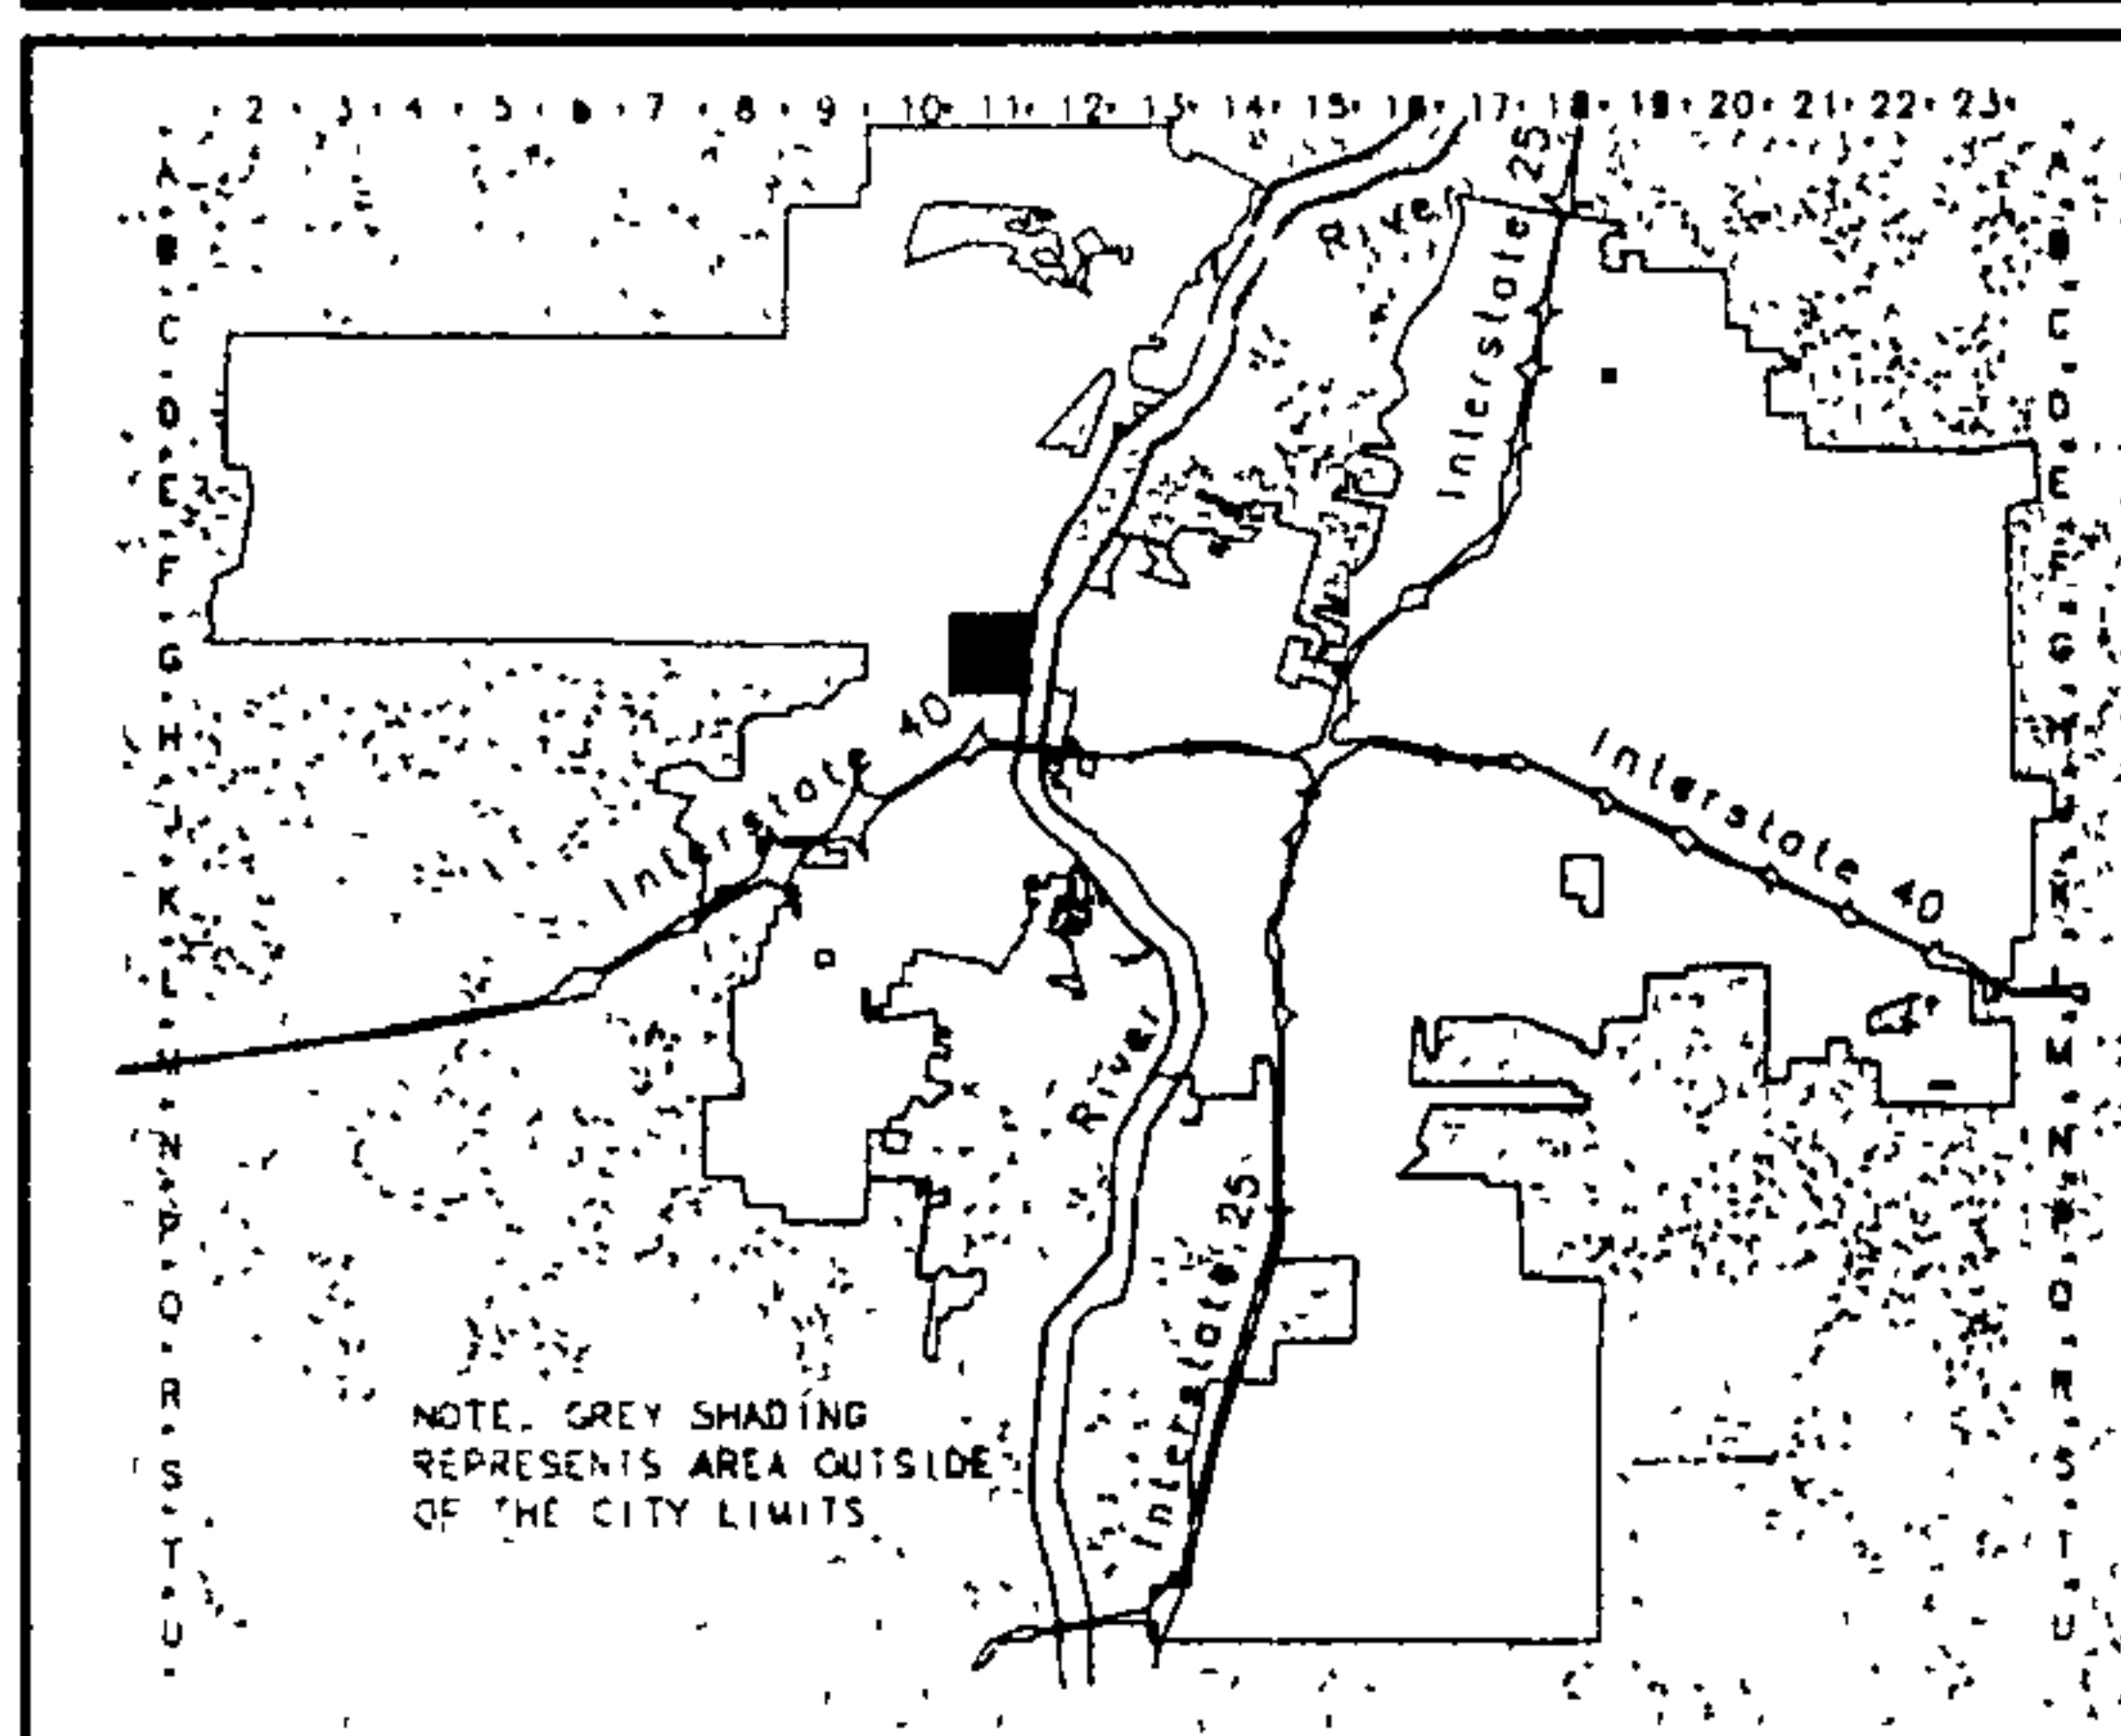 2 3 4 5 6 7 8 9 10 11 12 13 14 15 16 17 18 19 20 21 22 23
A A
B B
C C
D D
E E
F F
G G
H H
J J
K K
L L
M M
N N
P P
Q Q
R R
S S
T T
U U
River
Interstate 25
Interstate 40
Interstate 40
River
Interstate 25
NOTE. GREY SHADING
REPRESENTS AREA OUTSIDE
OF THE CITY LIMITS